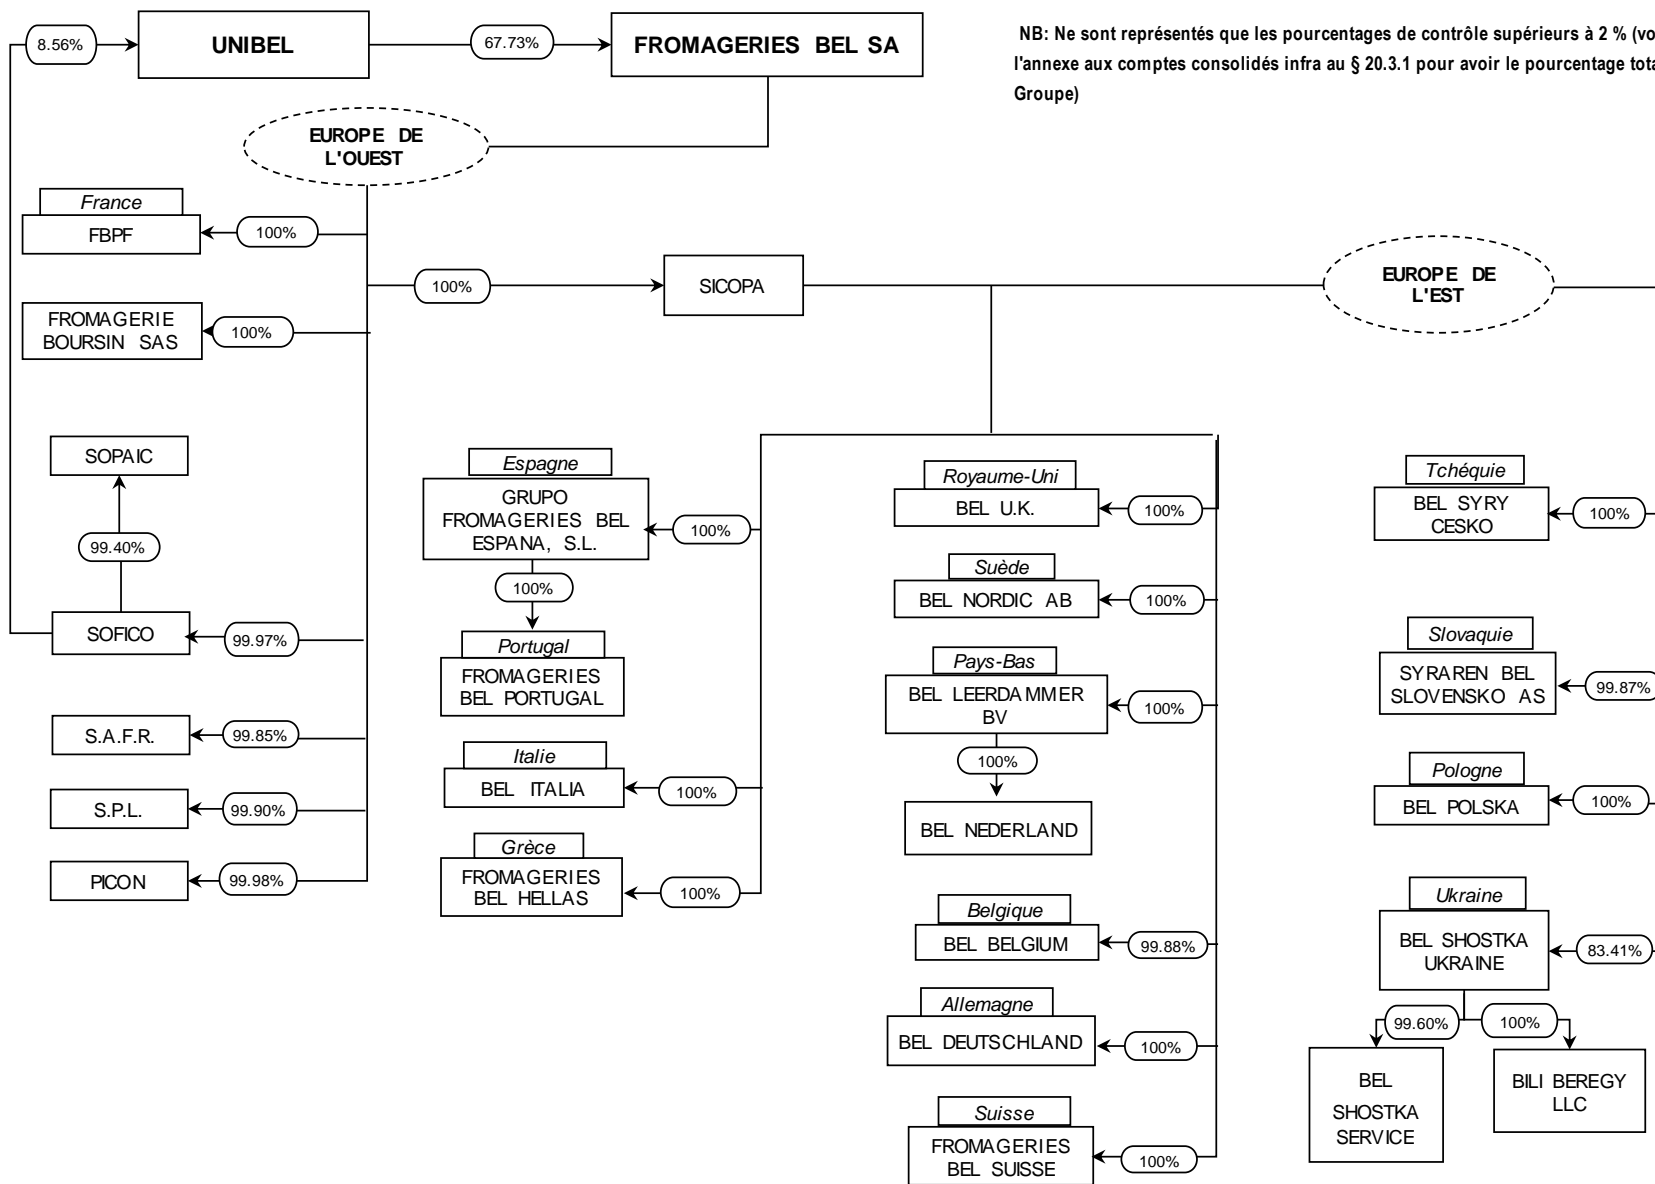 8.56%
UNIBEL
67.73%
FROMAGERIES BEL SA
NB: Ne sont représentés que les pourcentages de contrôle supérieurs à 2 %
l'annexe aux comptes consolidés infra au § 20.3.1 pour avoir le pourcentage
Groupe)
EUROPE DE
L'OUEST
France
FBPF
100%
100%
SICOPA
EUROPE DE
L'EST
FROMAGERIE
BOURSIN SAS
100%
SOPAIC
99.40%
SOFICO
99.97%
S.A.F.R.
99.85%
S.P.L.
99.90%
PICON
99.98%
Espagne
GRUPO
FROMAGERIES BEL
ESPANA, S.L.
100%
100%
Portugal
FROMAGERIES
BEL PORTUGAL
Italie
BEL ITALIA
100%
Grèce
FROMAGERIES
BEL HELLAS
100%
Royaume-Uni
BEL U.K.
100%
Suède
BEL NORDIC AB
100%
Pays-Bas
BEL LEERDAMMER
BV
100%
100%
BEL NEDERLAND
Belgique
BEL BELGIUM
99.88%
Allemagne
BEL DEUTSCHLAND
100%
Suisse
FROMAGERIES
BEL SUISSE
100%
Tchéquie
BEL SYRY
CESKO
100%
Slovaquie
SYRAREN BEL
SLOVENSKO AS
99.87%
Pologne
BEL POLSKA
100%
Ukraine
BEL SHOSTKA
UKRAINE
83.41%
99.60%
100%
BEL
SHOSTKA
SERVICE
BILI BEREGY
LLC